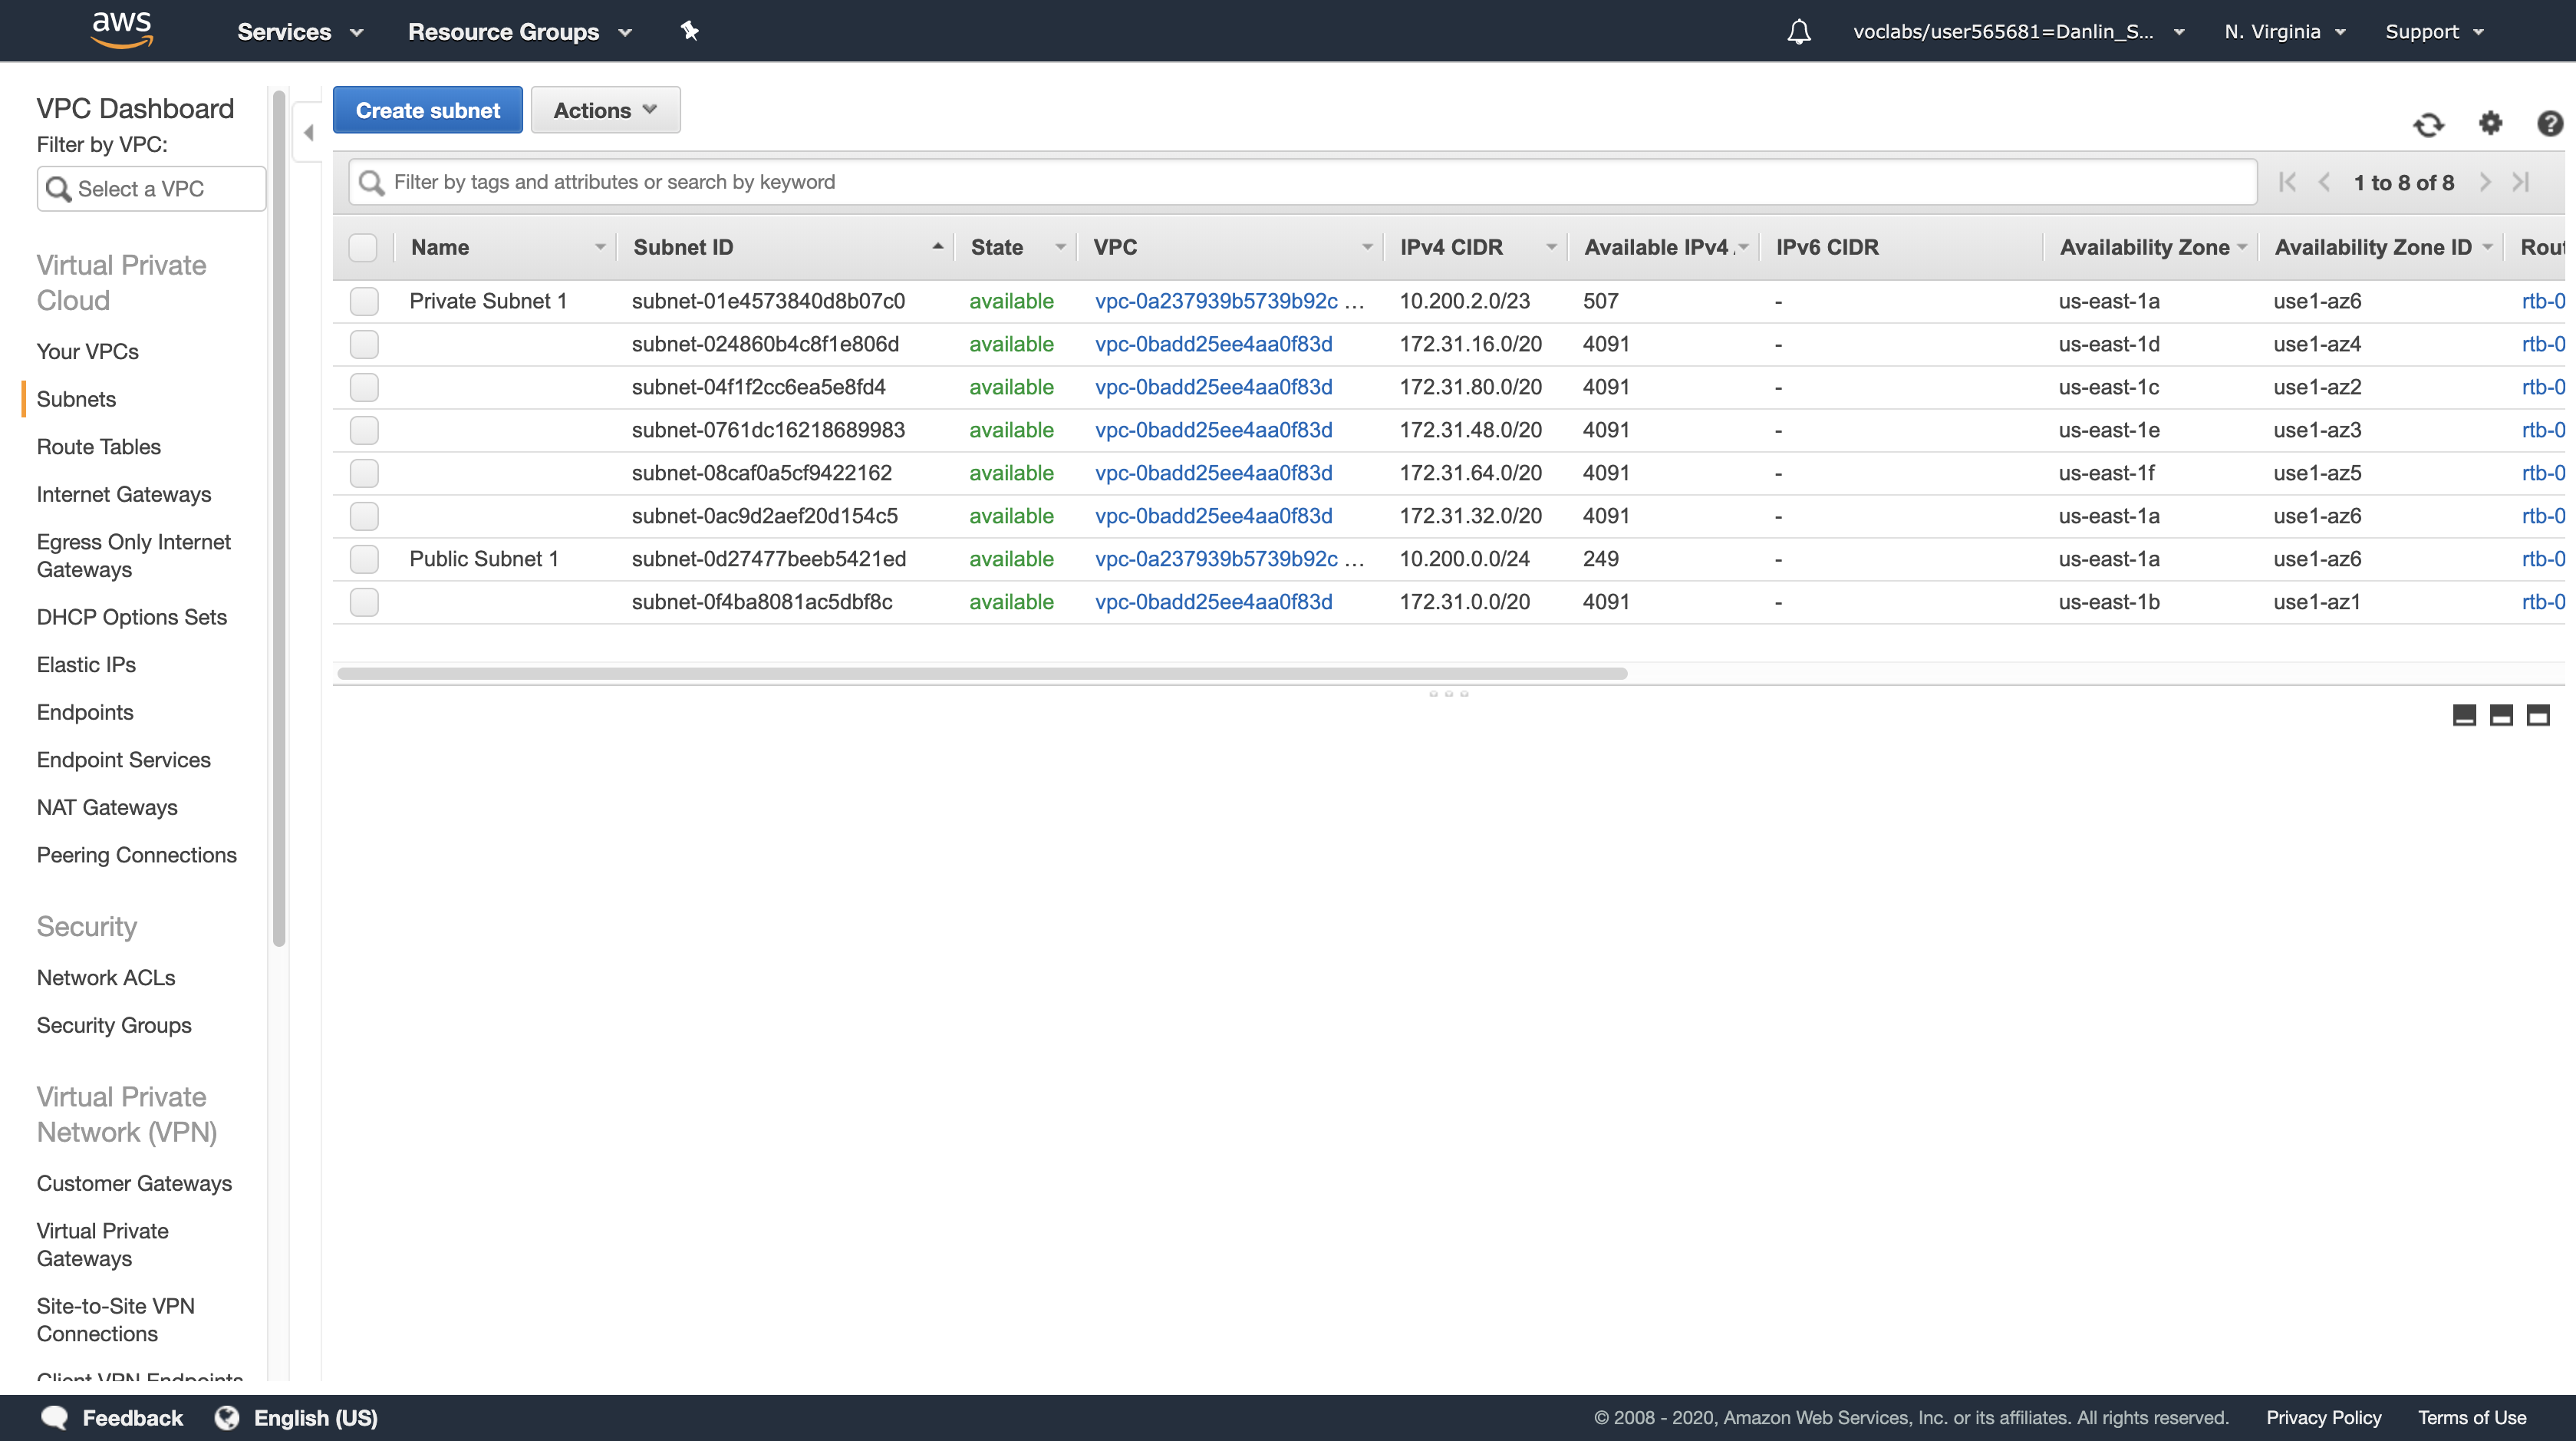 aws Services Resource Groups voclabs/user565681=Danlin_S... N. Virginia Support
VPC Dashboard
Filter by VPC:
Select a VPC
Virtual Private
Cloud
Your VPCs
Subnets
Route Tables
Internet Gateways
Egress Only Internet
Gateways
DHCP Options Sets
Elastic IPs
Endpoints
Endpoint Services
NAT Gateways
Peering Connections
Security
Network ACLs
Security Groups
Virtual Private
Network (VPN)
Customer Gateways
Virtual Private
Gateways
Site-to-Site VPN
Connections
Client VPN Endpoints
Create subnet Actions
Filter by tags and attributes or search by keyword 1 to 8 of 8
Name Subnet ID State VPC IPv4 CIDR Available IPv4 IPv6 CIDR Availability Zone Availability Zone ID Rout
Private Subnet 1 subnet-01e4573840d8b07c0 available vpc-0a237939b5739b92c ... 10.200.2.0/23 507 - us-east-1a use1-az6 rtb-0
subnet-024860b4c8f1e806d available vpc-0badd25ee4aa0f83d 172.31.16.0/20 4091 - us-east-1d use1-az4 rtb-0
subnet-04f1f2cc6ea5e8fd4 available vpc-0badd25ee4aa0f83d 172.31.80.0/20 4091 - us-east-1c use1-az2 rtb-0
subnet-0761dc16218689983 available vpc-0badd25ee4aa0f83d 172.31.48.0/20 4091 - us-east-1e use1-az3 rtb-0
subnet-08caf0a5cf9422162 available vpc-0badd25ee4aa0f83d 172.31.64.0/20 4091 - us-east-1f use1-az5 rtb-0
subnet-0ac9d2aef20d154c5 available vpc-0badd25ee4aa0f83d 172.31.32.0/20 4091 - us-east-1a use1-az6 rtb-0
Public Subnet 1 subnet-0d27477beeb5421ed available vpc-0a237939b5739b92c ... 10.200.0.0/24 249 - us-east-1a use1-az6 rtb-0
subnet-0f4ba8081ac5dbf8c available vpc-0badd25ee4aa0f83d 172.31.0.0/20 4091 - us-east-1b use1-az1 rtb-0
Feedback English (US) © 2008 - 2020, Amazon Web Services, Inc. or its affiliates. All rights reserved. Privacy Policy Terms of Use